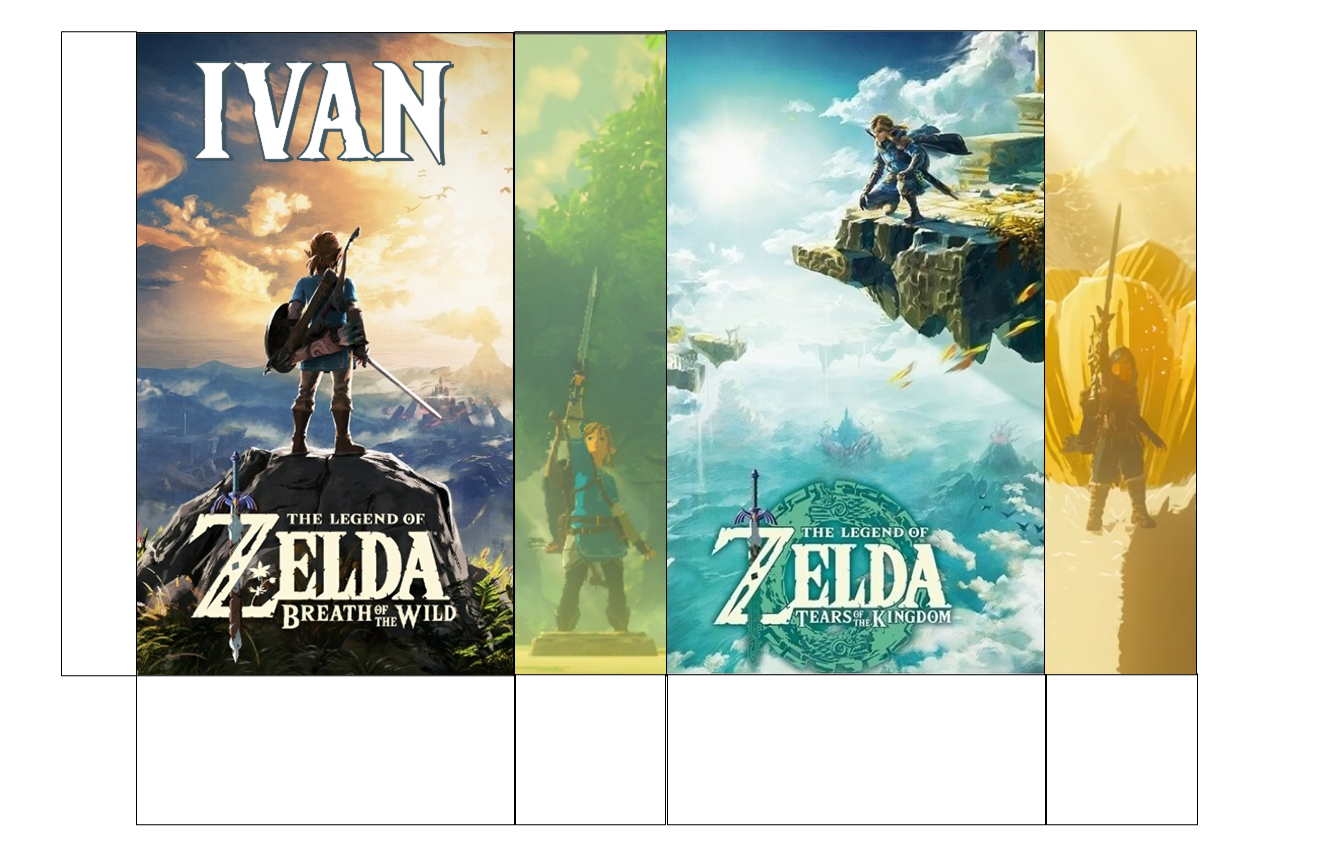 IVAN
THE LEGEND OF
ZELDA
BREATH OF THE WILD
THE LEGEND OF
ZELDA
TEARS OF THE KINGDOM